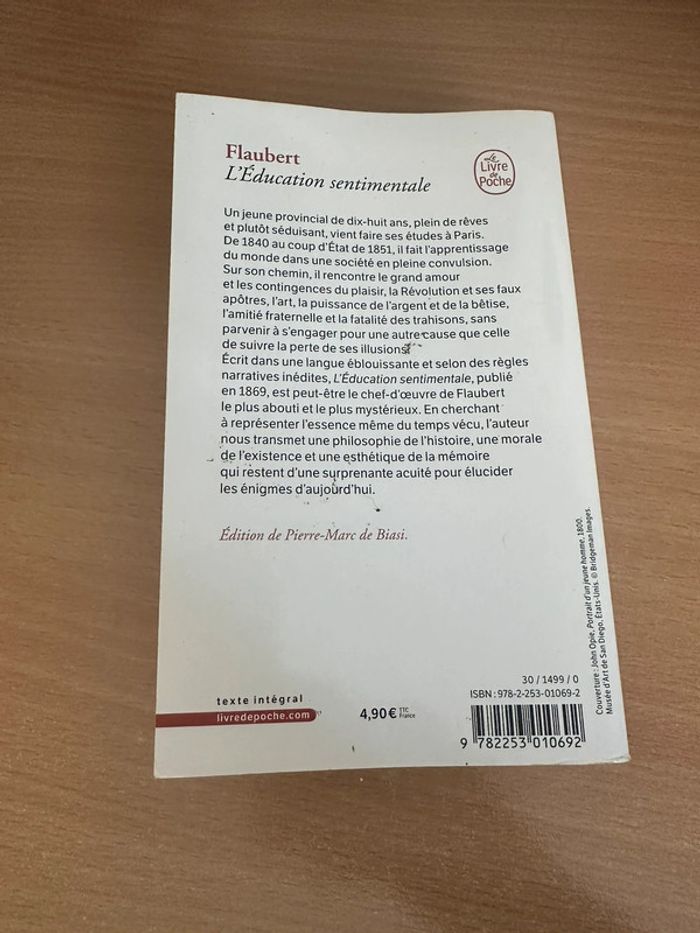 Flaubert
L'Éducation sentimentale
Le
Livre
de
Poche
Un jeune provincial de dix-huit ans, plein de rêves
et plutôt séduisant, vient faire ses études à Paris.
De 1840 au coup d'État de 1851, il fait l'apprentissage
du monde dans une société en pleine convulsion.
Sur son chemin, il rencontre le grand amour
et les contingences du plaisir, la Révolution et ses faux
apôtres, l'art, la puissance de l'argent et de la bêtise,
l'amitié fraternelle et la fatalité des trahisons, sans
parvenir à s'engager pour une autre cause que celle
de suivre la perte de ses illusions.
Écrit dans une langue éblouissante et selon des règles
narratives inédites, L'Éducation sentimentale, publié
en 1869, est peut-être le chef-d'œuvre de Flaubert
le plus abouti et le plus mystérieux. En cherchant
à représenter l'essence même du temps vécu, l'auteur
nous transmet une philosophie de l'histoire, une morale
de l'existence et une esthétique de la mémoire
qui restent d'une surprenante acuité pour élucider
les énigmes d'aujourd'hui.
Édition de Pierre-Marc de Biasi.
Couverture : John Opie, Portrait d'un jeune homme, 1800.
Musée d'Art de San Diego, États-Unis. © Bridgeman Images.
texte intégral
livredepoche.com
4,90 € TTC
France
30 / 1499 / 0
ISBN : 978-2-253-01069-2
9 782253 010692